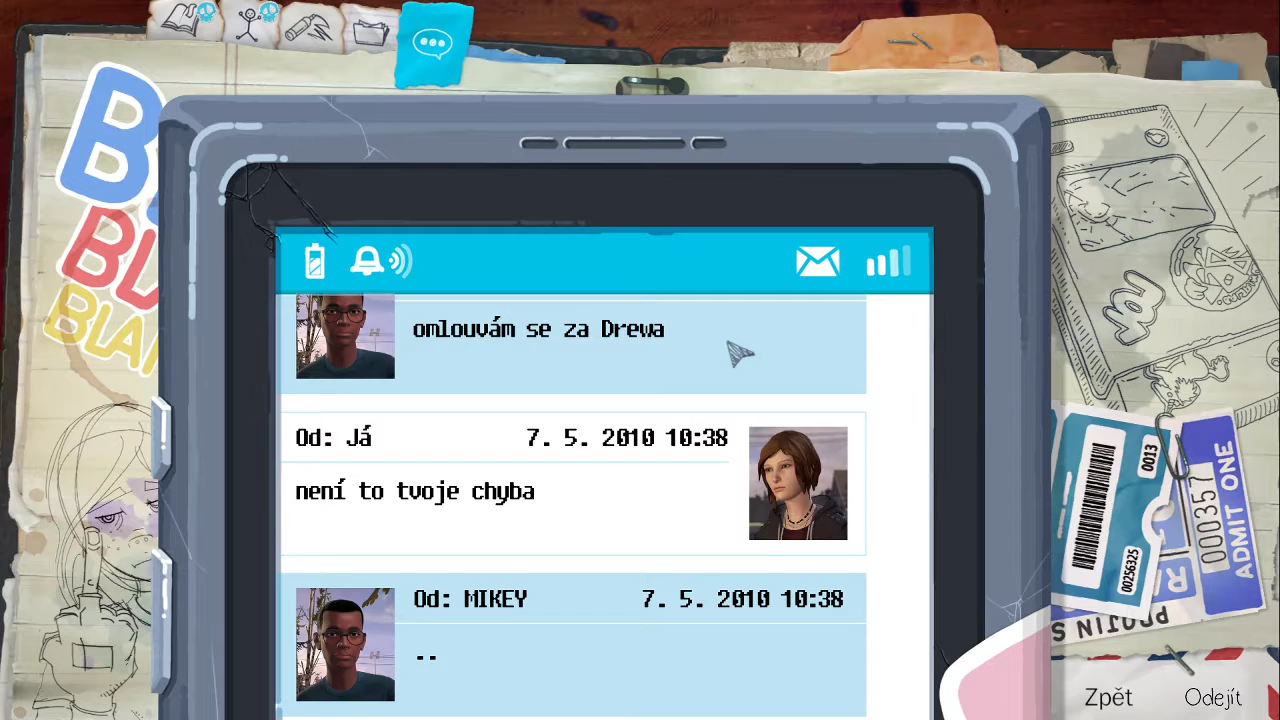 omlouvám se za Drewa
Od: Já 7. 5. 2010 10:38
není to tvoje chyba
Od: MIKEY 7. 5. 2010 10:38
..
0013
00256325
000357
ADMIT ONE
Zpět Odejít